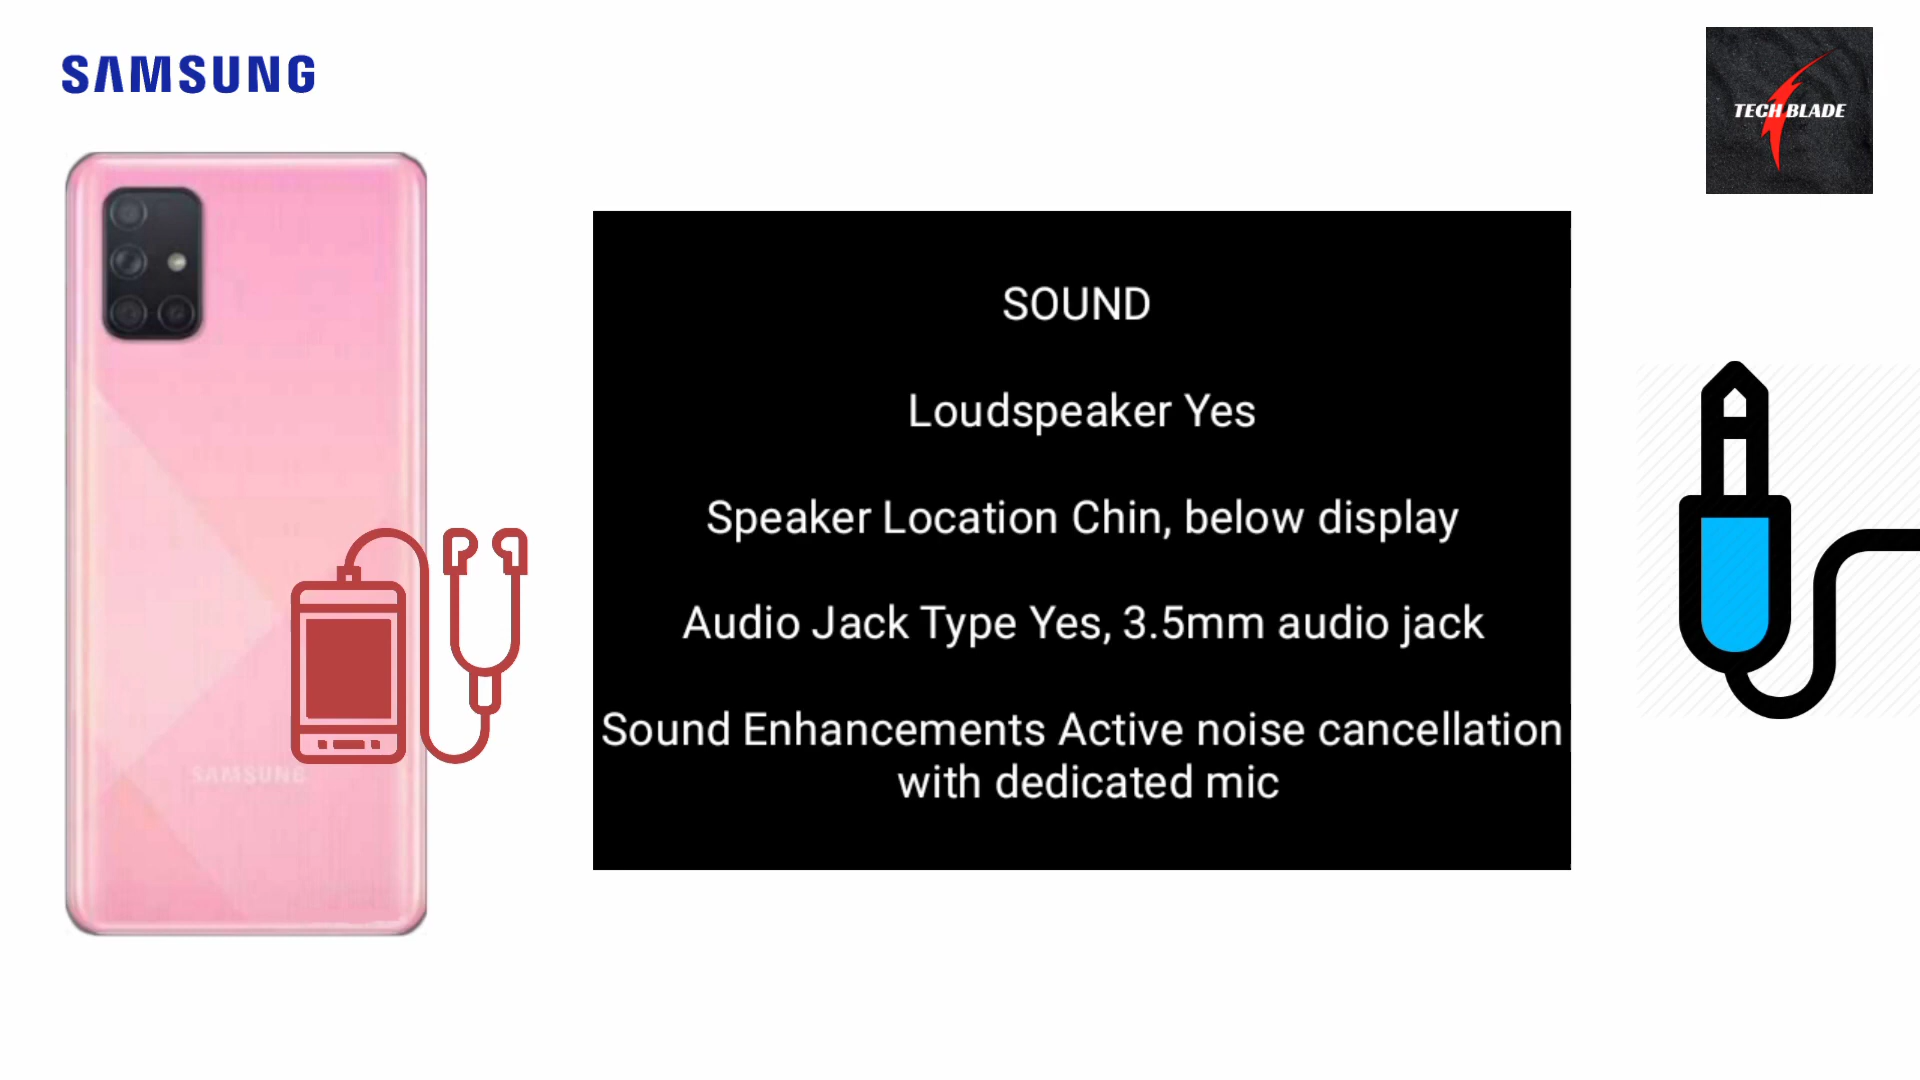 SAMSUNG
TECH BLADE
SOUND
Loudspeaker Yes
Speaker Location Chin, below display
Audio Jack Type Yes, 3.5mm audio jack
Sound Enhancements Active noise cancellation
with dedicated mic
SAMSUNG